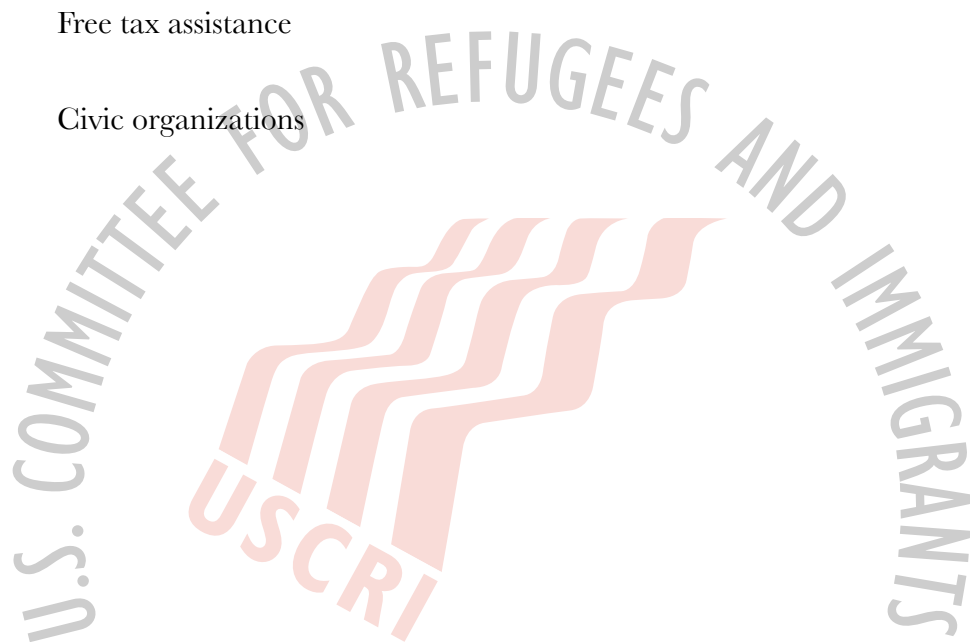 Free tax assistance
Civic organizations
U.S. COMMITTEE FOR REFUGEES AND IMMIGRANTS
USCRI